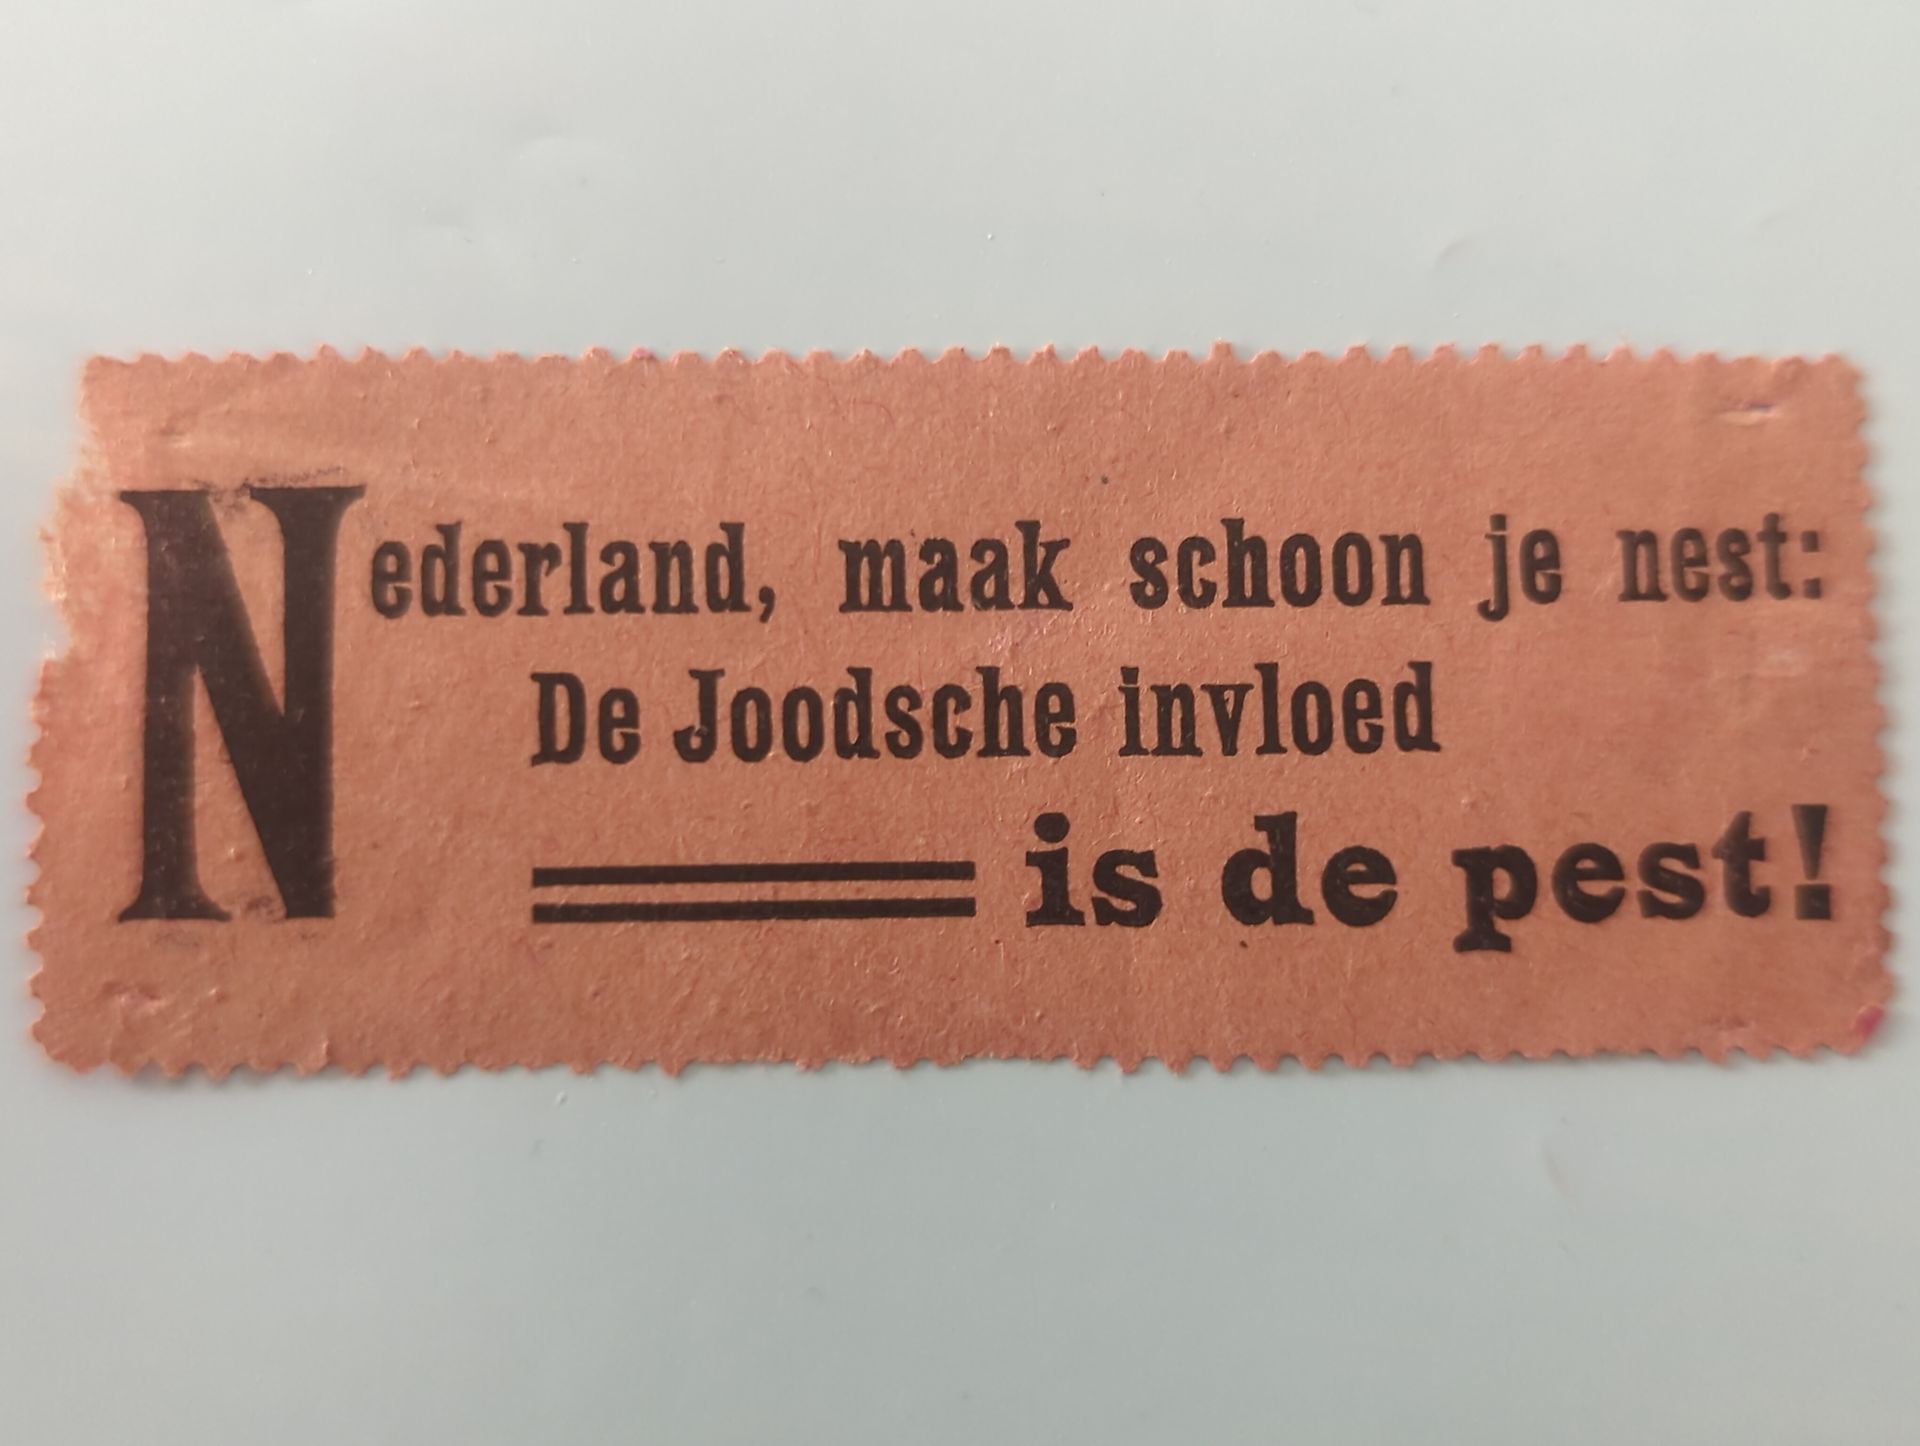 Nederland, maak schoon je nest:
De Joodsche invloed
is de pest!